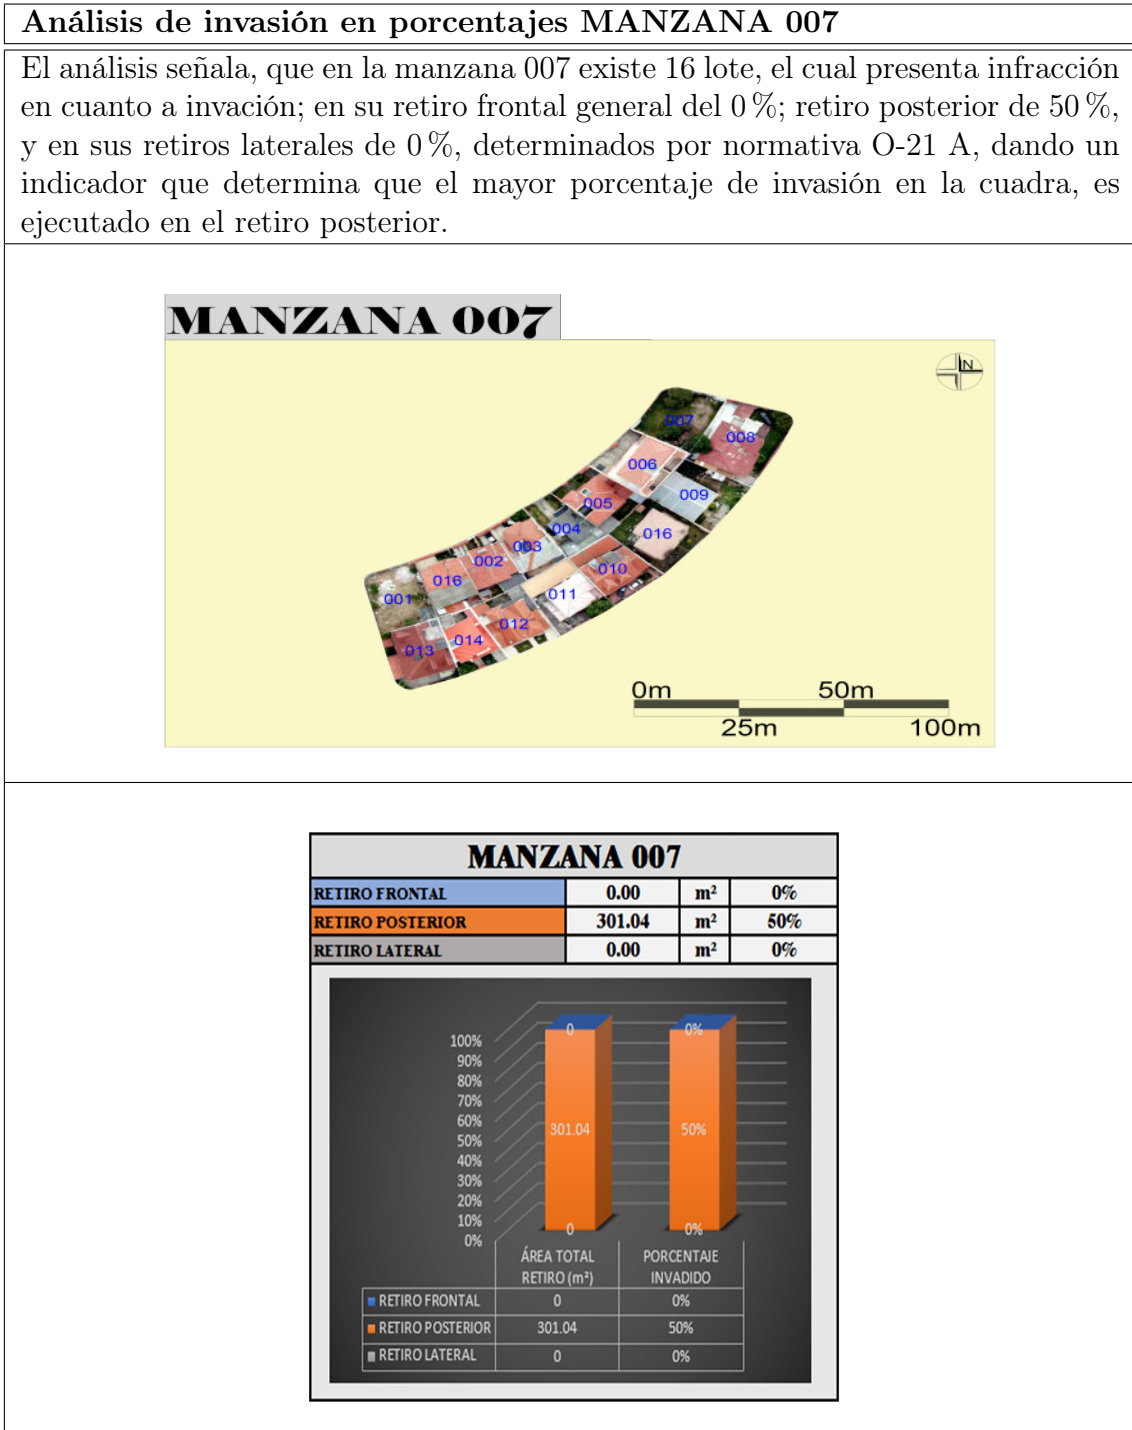 Análisis de invasión en porcentajes MANZANA 007
El análisis señala, que en la manzana 007 existe 16 lote, el cual presenta infracción
en cuanto a invación; en su retiro frontal general del 0 %; retiro posterior de 50 %,
y en sus retiros laterales de 0 %, determinados por normativa O-21 A, dando un
indicador que determina que el mayor porcentaje de invasión en la cuadra, es
ejecutado en el retiro posterior.
MANZANA 007
N
007
008
006
009
005
004
016
003
002
010
016
011
001
012
014
013
0m 50m
25m 100m
MANZANA 007
RETIRO FRONTAL 0.00 m² 0%
RETIRO POSTERIOR 301.04 m² 50%
RETIRO LATERAL 0.00 m² 0%
0 0%
100%
90%
80%
70%
60%
301.04 50%
50%
40%
30%
20%
10%
0 0%
0%
ÁREA TOTAL PORCENTAJE
RETIRO (m²) INVADIDO
RETIRO FRONTAL 0 0%
RETIRO POSTERIOR 301.04 50%
RETIRO LATERAL 0 0%